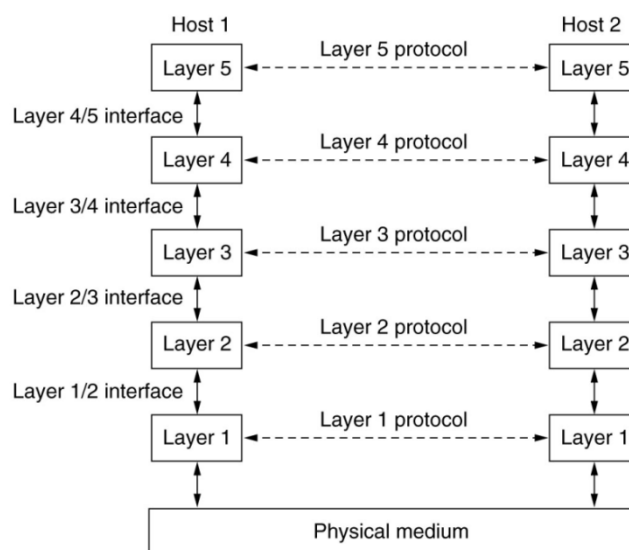 Host 1
Host 2
Layer 5
Layer 5 protocol
Layer 5
Layer 4/5 interface
Layer 4
Layer 4 protocol
Layer 4
Layer 3/4 interface
Layer 3
Layer 3 protocol
Layer 3
Layer 2/3 interface
Layer 2
Layer 2 protocol
Layer 2
Layer 1/2 interface
Layer 1
Layer 1 protocol
Layer 1
Physical medium